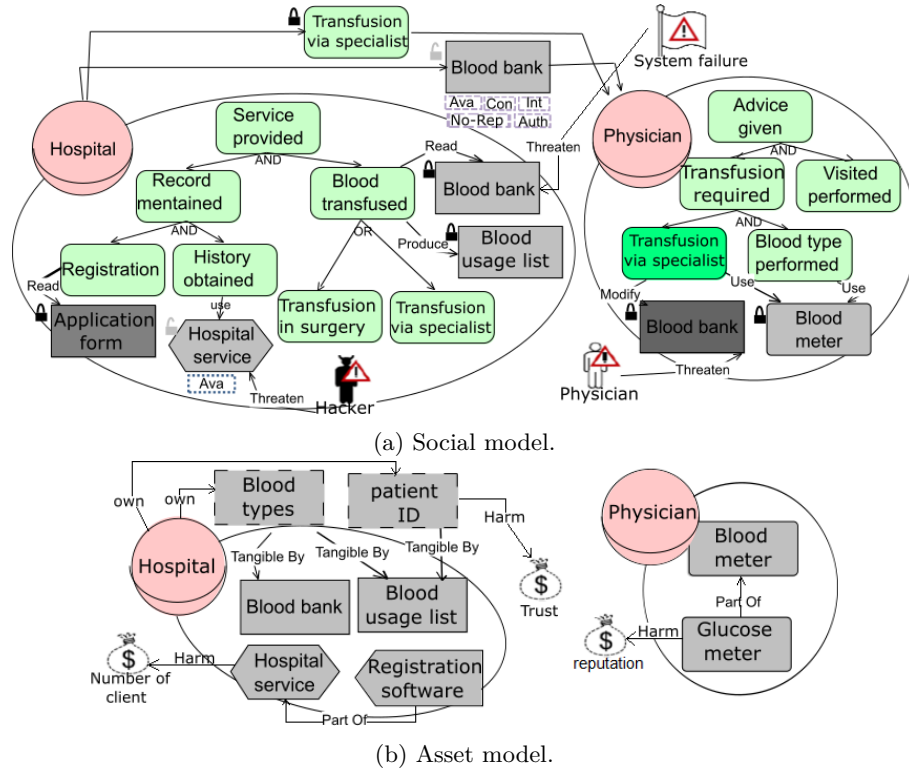 Transfusion
via specialist
System failure
Blood bank
Ava Con Int
No-Rep Auth
Hospital
Service
provided
AND
Read
Threaten
Physician
Advice
given
AND
Record
mentained
Blood
transfused
Blood bank
Transfusion
required
Visited
performed
AND
OR
Produce
Blood
usage list
AND
Registration
History
obtained
Transfusion
via specialist
Blood type
performed
Read
use
Modify
Use
Use
Application
form
Hospital
service
Transfusion
in surgery
Transfusion
via specialist
Blood bank
Blood
meter
Ava
Threaten
Hacker
Physician
Threaten
(a) Social model.
own
own
Blood
types
patient
ID
Harm
Physician
Blood
meter
Hospital
Tangible By
Tangible By
Tangible By
Trust
Blood bank
Blood
usage list
Part Of
Glucose
meter
Harm
reputation
Harm
Number of
client
Hospital
service
Registration
software
Part Of
(b) Asset model.